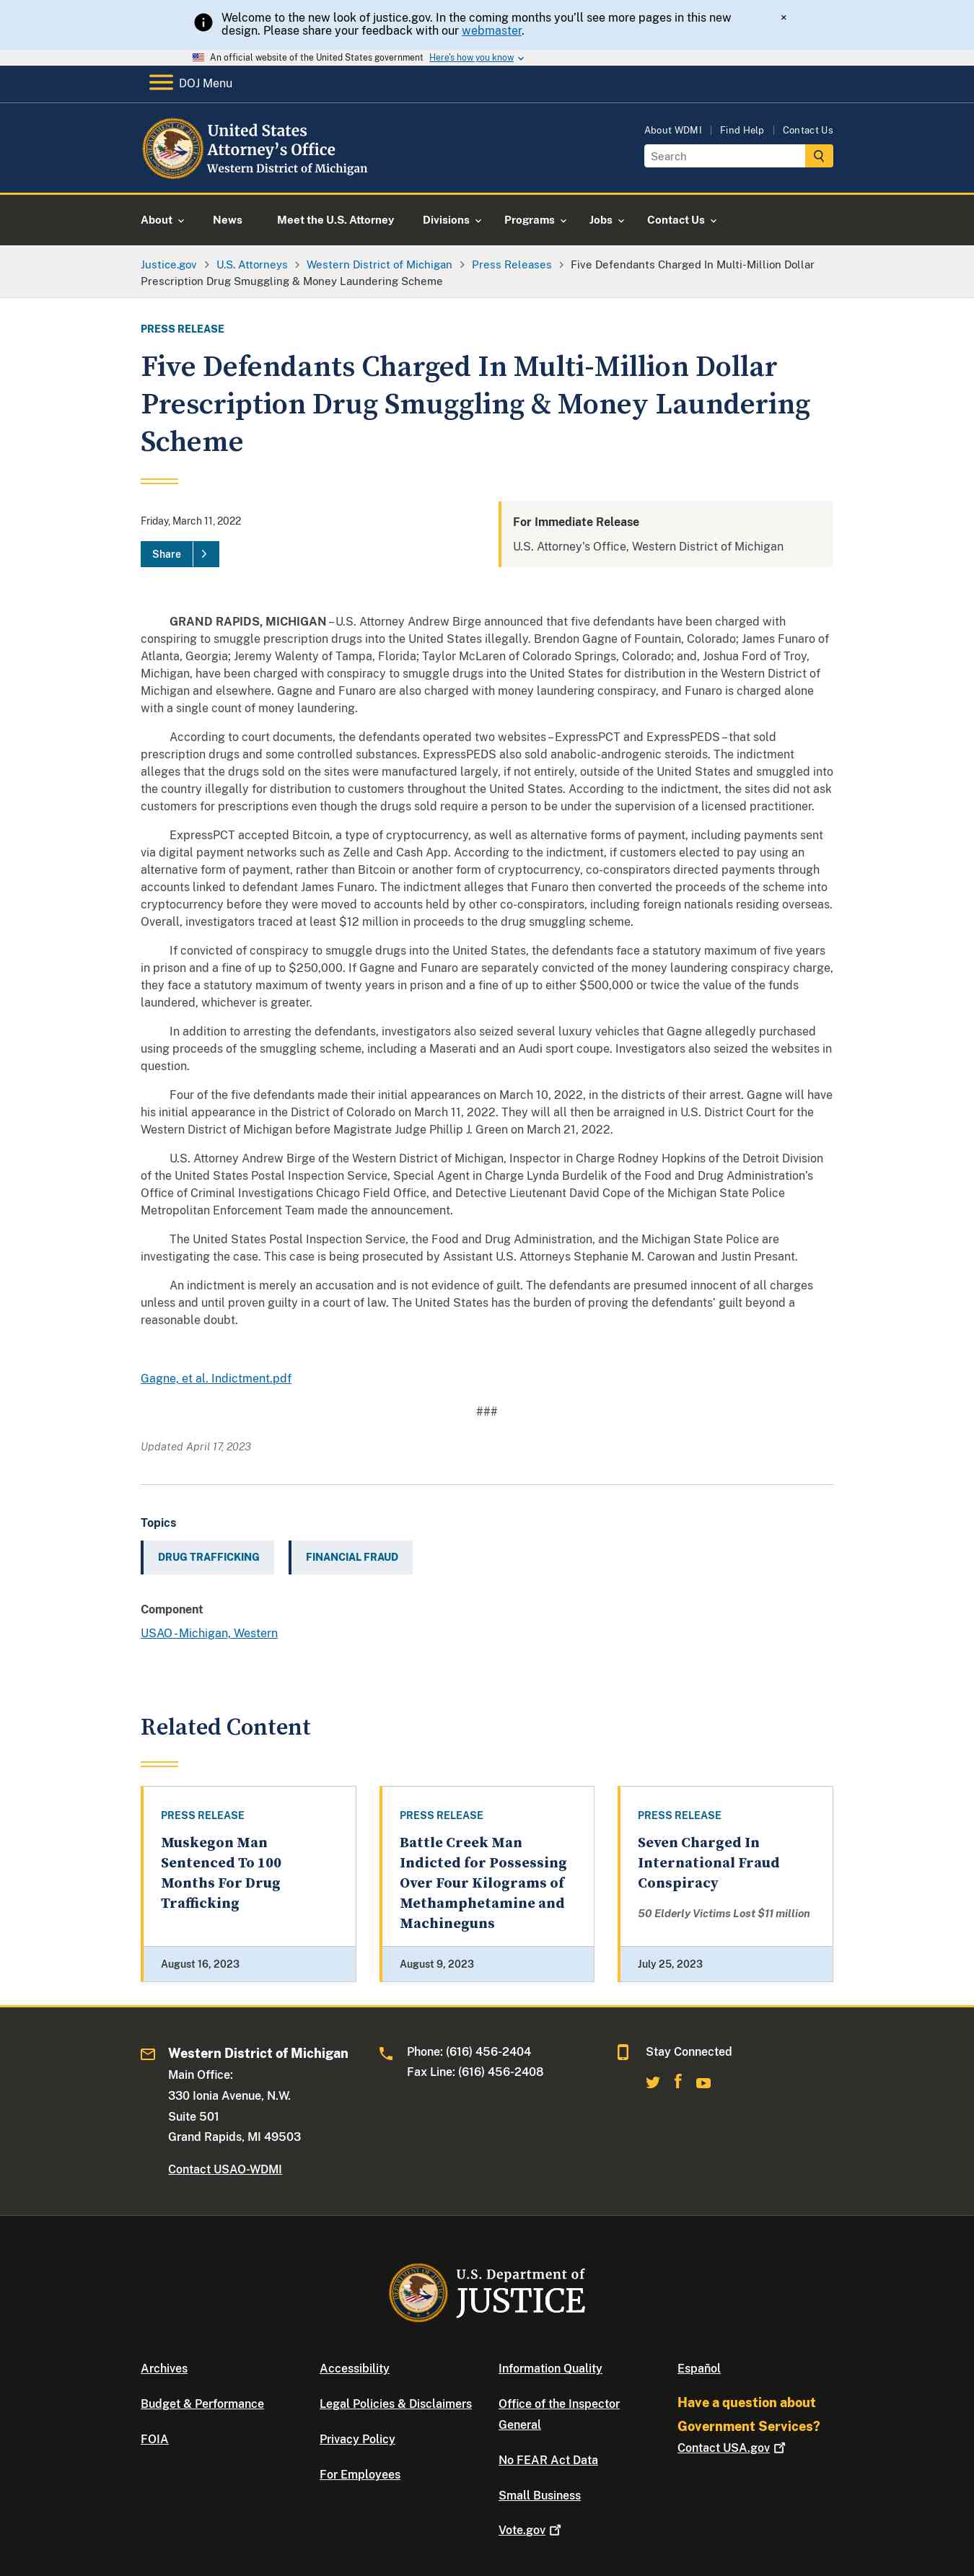 Welcome to the new look of justice.gov. In the coming months you'll see more pages in this new
design. Please share your feedback with our webmaster.
×
An official website of the United States government Here's how you know
DOJ Menu
United States
Attorney's Office
Western District of Michigan
About WDMI | Find Help | Contact Us
Search
About News Meet the U.S. Attorney Divisions Programs Jobs Contact Us
Justice.gov > U.S. Attorneys > Western District of Michigan > Press Releases > Five Defendants Charged In Multi-Million Dollar
Prescription Drug Smuggling & Money Laundering Scheme
PRESS RELEASE
Five Defendants Charged In Multi-Million Dollar
Prescription Drug Smuggling & Money Laundering
Scheme
Friday, March 11, 2022
Share >
For Immediate Release
U.S. Attorney's Office, Western District of Michigan
GRAND RAPIDS, MICHIGAN – U.S. Attorney Andrew Birge announced that five defendants have been charged with
conspiring to smuggle prescription drugs into the United States illegally. Brendon Gagne of Fountain, Colorado; James Funaro of
Atlanta, Georgia; Jeremy Walenty of Tampa, Florida; Taylor McLaren of Colorado Springs, Colorado; and, Joshua Ford of Troy,
Michigan, have been charged with conspiracy to smuggle drugs into the United States for distribution in the Western District of
Michigan and elsewhere. Gagne and Funaro are also charged with money laundering conspiracy, and Funaro is charged alone
with a single count of money laundering.
According to court documents, the defendants operated two websites – ExpressPCT and ExpressPEDS – that sold
prescription drugs and some controlled substances. ExpressPEDS also sold anabolic-androgenic steroids. The indictment
alleges that the drugs sold on the sites were manufactured largely, if not entirely, outside of the United States and smuggled into
the country illegally for distribution to customers throughout the United States. According to the indictment, the sites did not ask
customers for prescriptions even though the drugs sold require a person to be under the supervision of a licensed practitioner.
ExpressPCT accepted Bitcoin, a type of cryptocurrency, as well as alternative forms of payment, including payments sent
via digital payment networks such as Zelle and Cash App. According to the indictment, if customers elected to pay using an
alternative form of payment, rather than Bitcoin or another form of cryptocurrency, co-conspirators directed payments through
accounts linked to defendant James Funaro. The indictment alleges that Funaro then converted the proceeds of the scheme into
cryptocurrency before they were moved to accounts held by other co-conspirators, including foreign nationals residing overseas.
Overall, investigators traced at least $12 million in proceeds to the drug smuggling scheme.
If convicted of conspiracy to smuggle drugs into the United States, the defendants face a statutory maximum of five years
in prison and a fine of up to $250,000. If Gagne and Funaro are separately convicted of the money laundering conspiracy charge,
they face a statutory maximum of twenty years in prison and a fine of up to either $500,000 or twice the value of the funds
laundered, whichever is greater.
In addition to arresting the defendants, investigators also seized several luxury vehicles that Gagne allegedly purchased
using proceeds of the smuggling scheme, including a Maserati and an Audi sport coupe. Investigators also seized the websites in
question.
Four of the five defendants made their initial appearances on March 10, 2022, in the districts of their arrest. Gagne will have
his initial appearance in the District of Colorado on March 11, 2022. They will all then be arraigned in U.S. District Court for the
Western District of Michigan before Magistrate Judge Phillip J. Green on March 21, 2022.
U.S. Attorney Andrew Birge of the Western District of Michigan, Inspector in Charge Rodney Hopkins of the Detroit Division
of the United States Postal Inspection Service, Special Agent in Charge Lynda Burdelik of the Food and Drug Administration's
Office of Criminal Investigations Chicago Field Office, and Detective Lieutenant David Cope of the Michigan State Police
Metropolitan Enforcement Team made the announcement.
The United States Postal Inspection Service, the Food and Drug Administration, and the Michigan State Police are
investigating the case. This case is being prosecuted by Assistant U.S. Attorneys Stephanie M. Carowan and Justin Presant.
An indictment is merely an accusation and is not evidence of guilt. The defendants are presumed innocent of all charges
unless and until proven guilty in a court of law. The United States has the burden of proving the defendants' guilt beyond a
reasonable doubt.
Gagne, et al. Indictment.pdf
###
Updated April 17, 2023
Topics
DRUG TRAFFICKING FINANCIAL FRAUD
Component
USAO - Michigan, Western
Related Content
PRESS RELEASE
Muskegon Man
Sentenced To 100
Months For Drug
Trafficking
August 16, 2023
PRESS RELEASE
Battle Creek Man
Indicted for Possessing
Over Four Kilograms of
Methamphetamine and
Machineguns
August 9, 2023
PRESS RELEASE
Seven Charged In
International Fraud
Conspiracy
50 Elderly Victims Lost $11 million
July 25, 2023
Western District of Michigan
Main Office:
330 Ionia Avenue, N.W.
Suite 501
Grand Rapids, MI 49503
Contact USAO-WDMI
Phone: (616) 456-2404
Fax Line: (616) 456-2408
Stay Connected
U.S. Department of
JUSTICE
Archives
Budget & Performance
FOIA
Accessibility
Legal Policies & Disclaimers
Privacy Policy
For Employees
Information Quality
Office of the Inspector
General
No FEAR Act Data
Small Business
Vote.gov
Español
Have a question about
Government Services?
Contact USA.gov